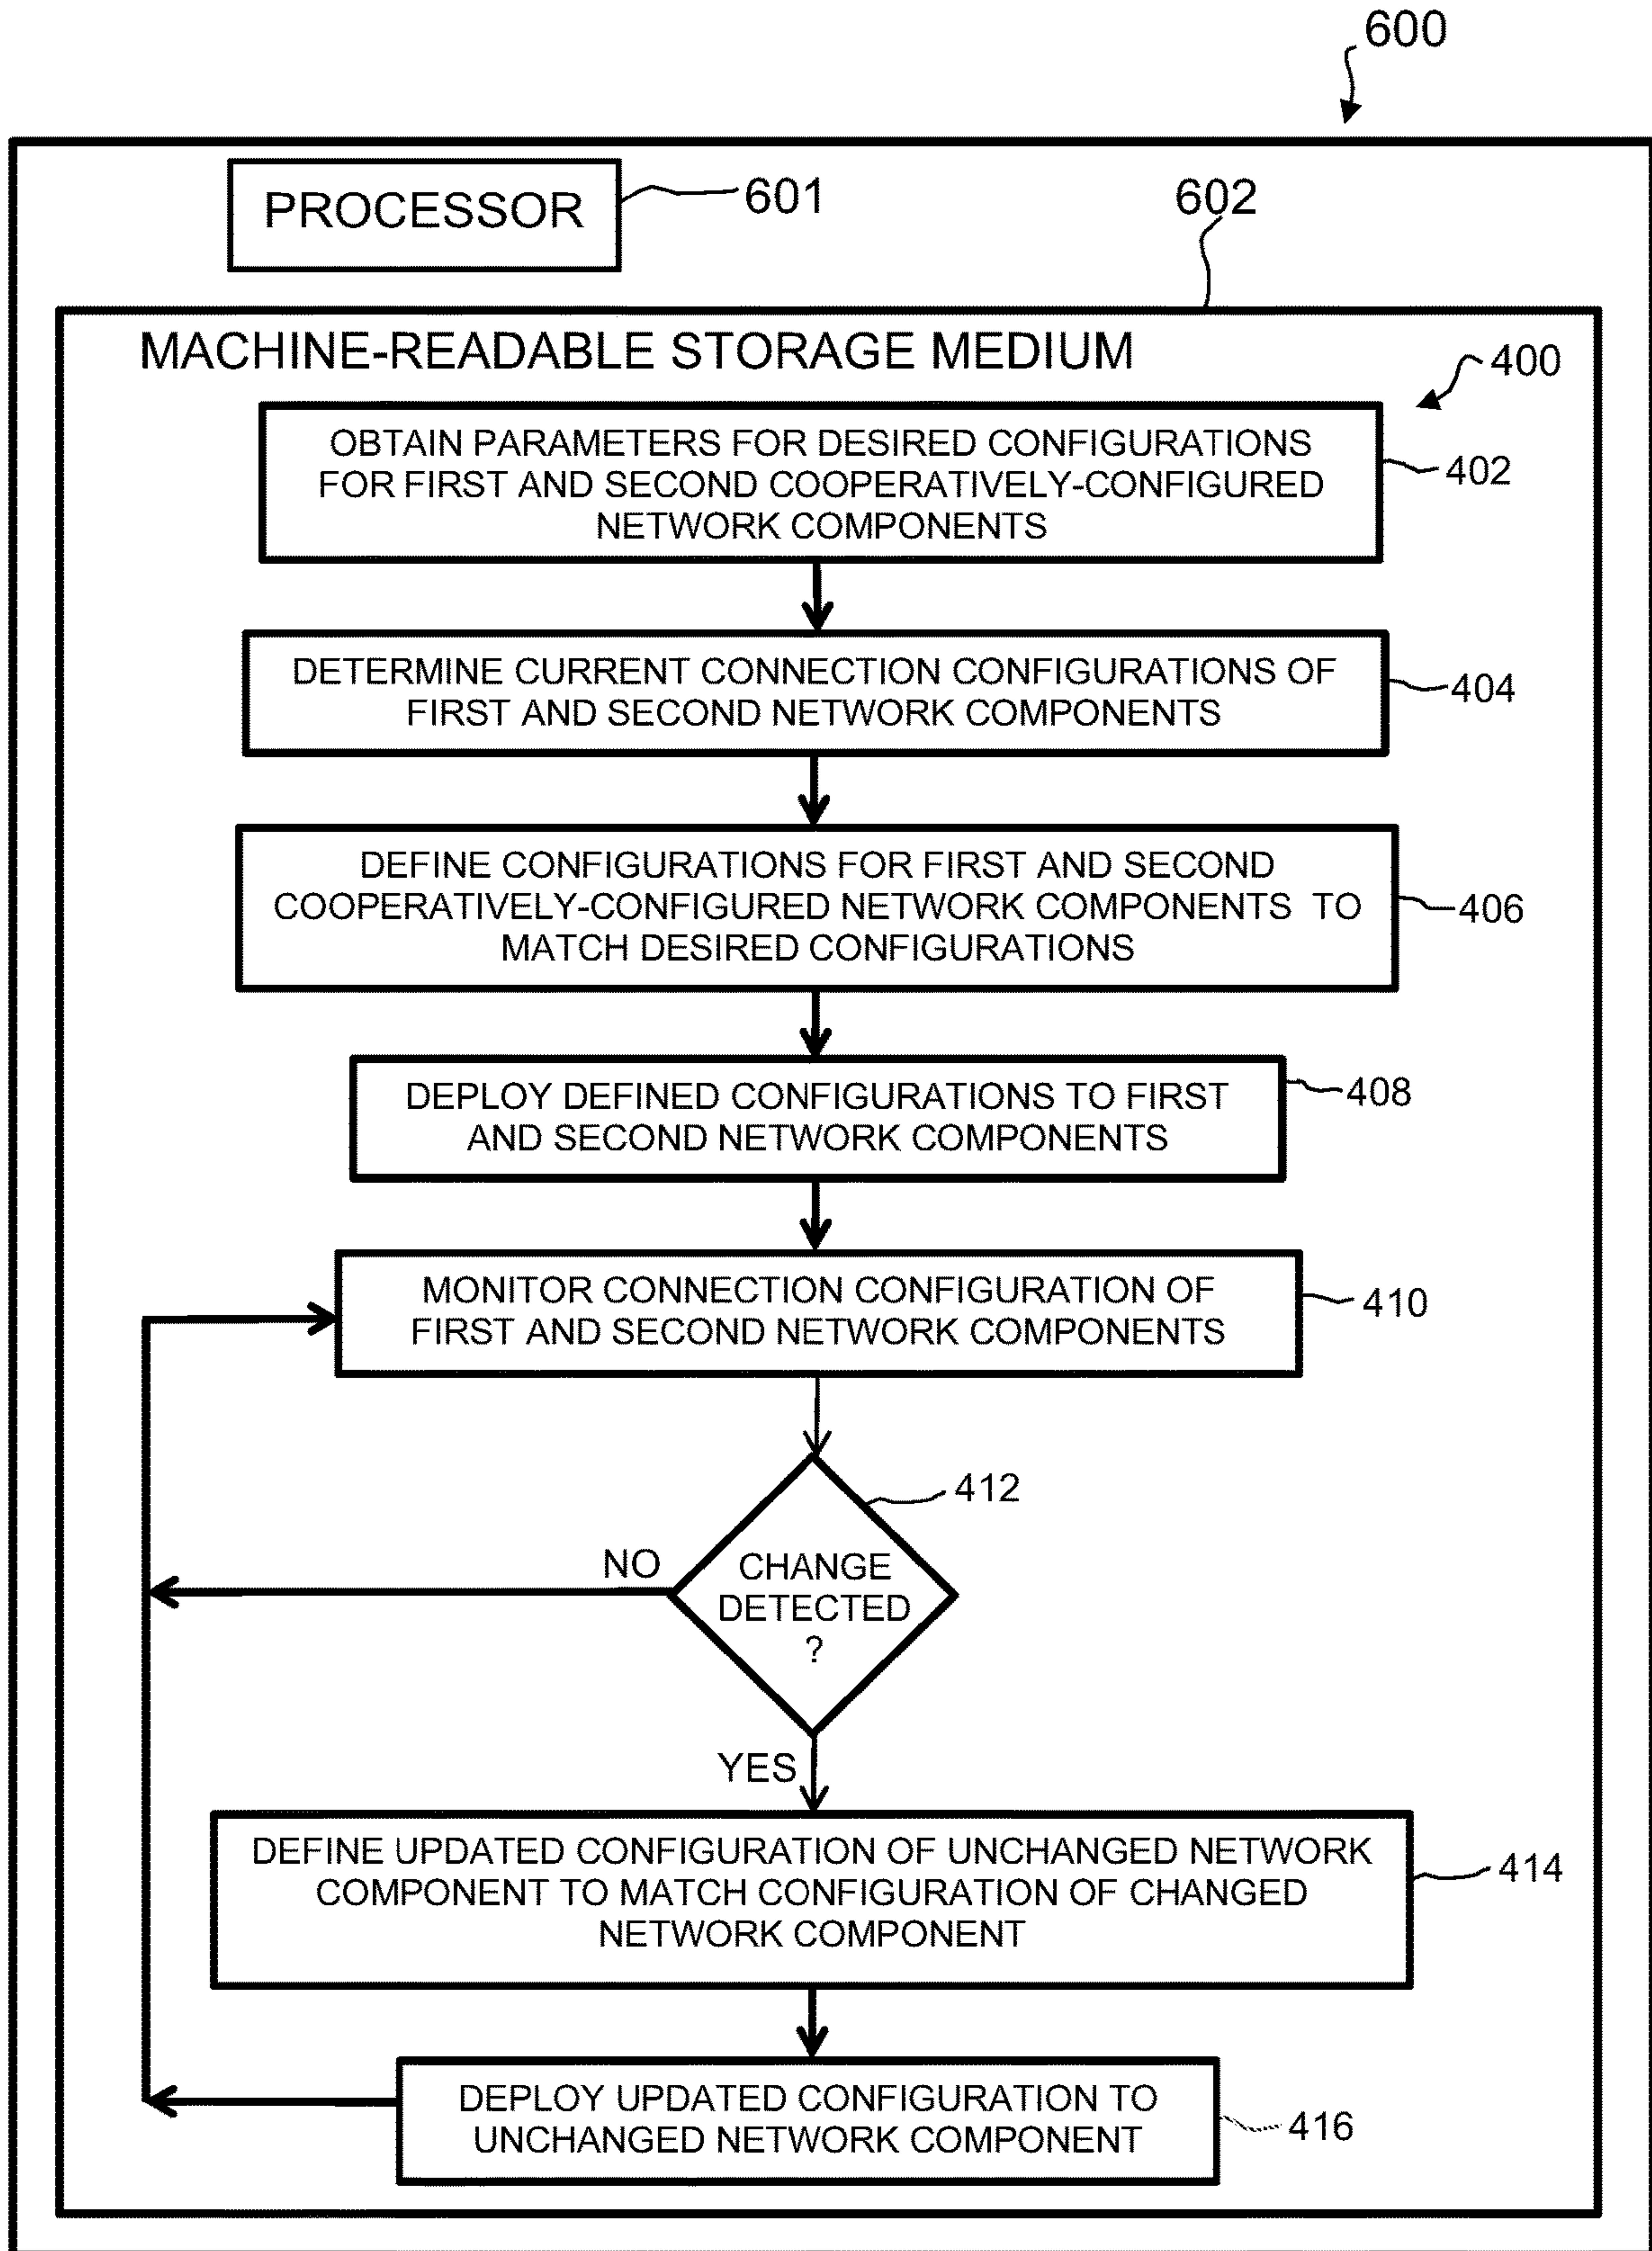 600
PROCESSOR
601
602
MACHINE-READABLE STORAGE MEDIUM
400
OBTAIN PARAMETERS FOR DESIRED CONFIGURATIONS
FOR FIRST AND SECOND COOPERATIVELY-CONFIGURED
NETWORK COMPONENTS
402
DETERMINE CURRENT CONNECTION CONFIGURATIONS OF
FIRST AND SECOND NETWORK COMPONENTS
404
DEFINE CONFIGURATIONS FOR FIRST AND SECOND
COOPERATIVELY-CONFIGURED NETWORK COMPONENTS TO
MATCH DESIRED CONFIGURATIONS
406
DEPLOY DEFINED CONFIGURATIONS TO FIRST
AND SECOND NETWORK COMPONENTS
408
MONITOR CONNECTION CONFIGURATION OF
FIRST AND SECOND NETWORK COMPONENTS
410
412
NO
CHANGE
DETECTED
?
YES
DEFINE UPDATED CONFIGURATION OF UNCHANGED NETWORK
COMPONENT TO MATCH CONFIGURATION OF CHANGED
NETWORK COMPONENT
414
DEPLOY UPDATED CONFIGURATION TO
UNCHANGED NETWORK COMPONENT
416